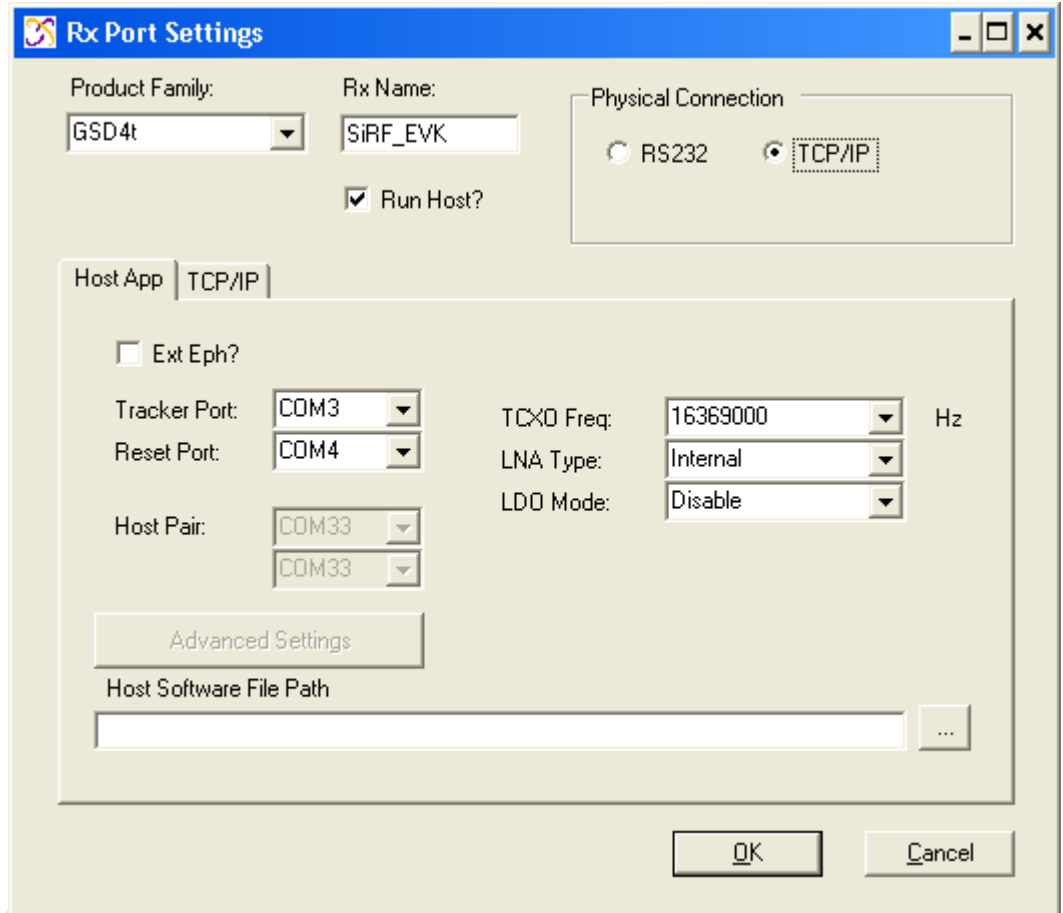 Rx Port Settings
Product Family:
Rx Name:
Physical Connection
GSD4t
SiRF_EVK
RS232
TCP/IP
Run Host?
Host App
TCP/IP
Ext Eph?
Tracker Port:
COM3
TCXO Freq:
16369000
Hz
Reset Port:
COM4
LNA Type:
Internal
LDO Mode:
Disable
Host Pair:
COM33
COM33
Advanced Settings
Host Software File Path
...
OK
Cancel